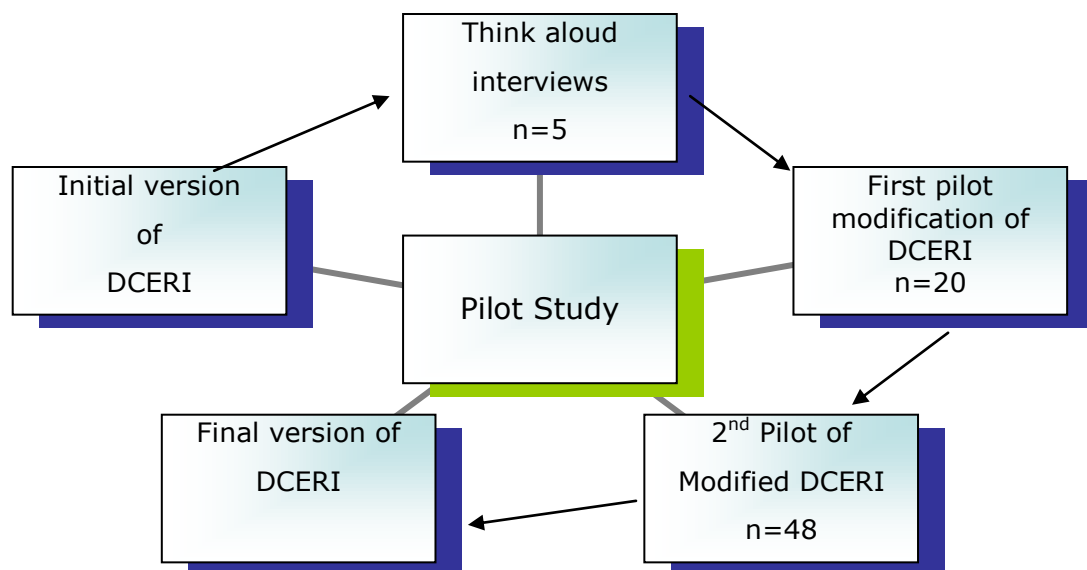 Think aloud
interviews
n=5
Initial version
of
DCERI
First pilot
modification of
DCERI
n=20
Pilot Study
Final version of
DCERI
2nd Pilot of
Modified DCERI
n=48